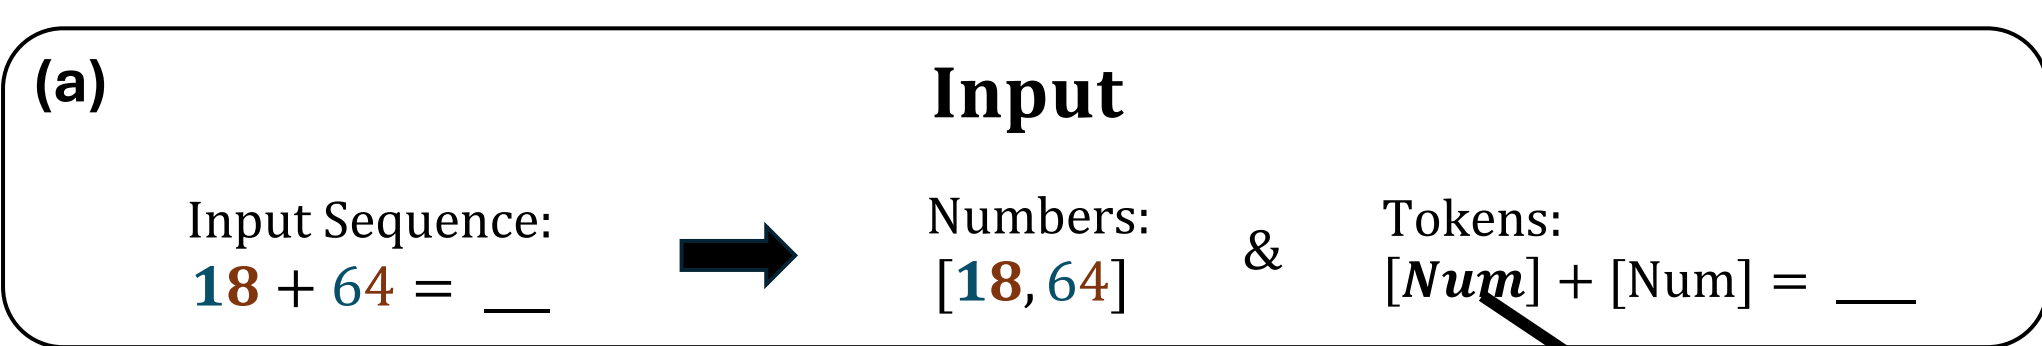 (a)
Input
Input Sequence:
18 + 64 = __
Numbers:
[18, 64]
&
Tokens:
[Num] + [Num] = __